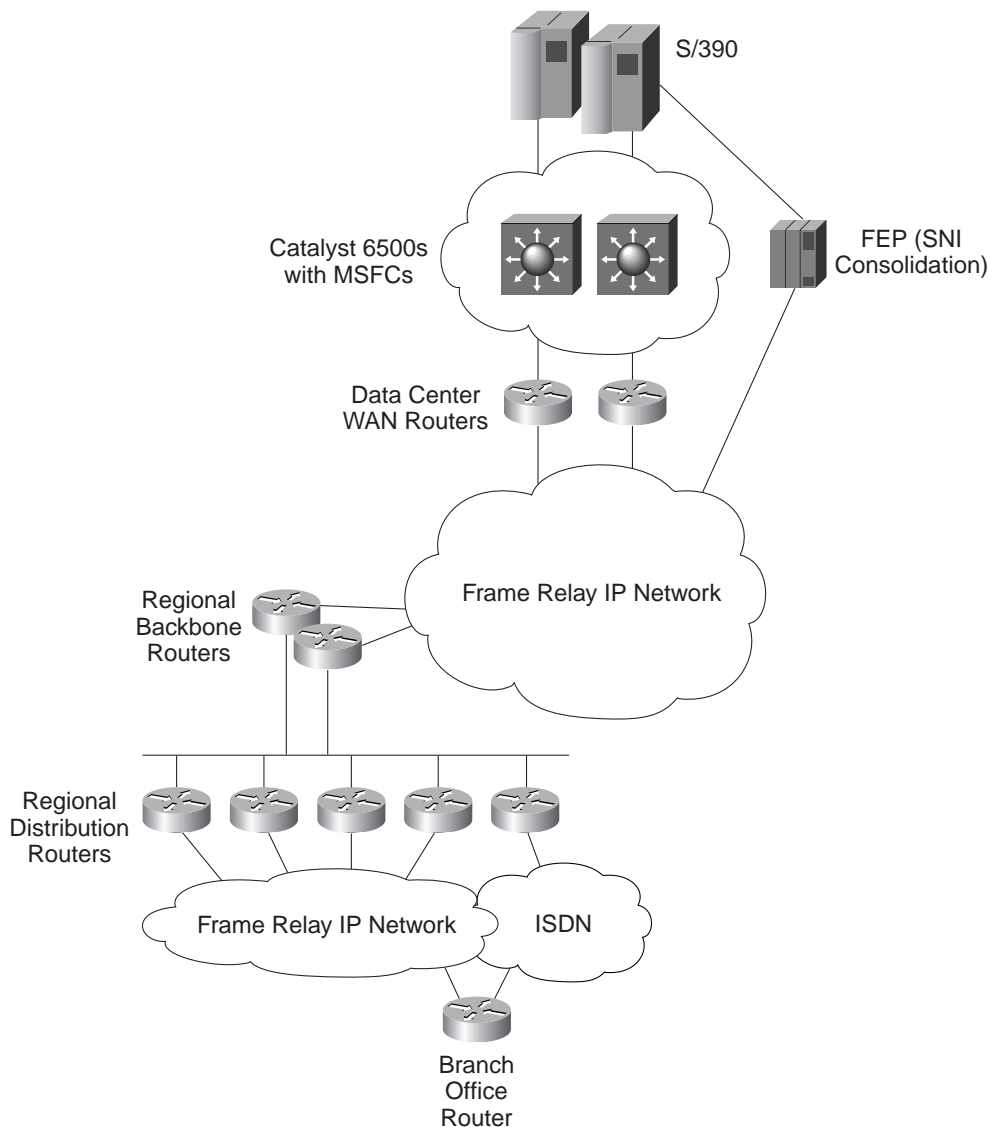 S/390
Catalyst 6500s
with MSFCs
FEP (SNI
Consolidation)
Data Center
WAN Routers
Frame Relay IP Network
Regional
Backbone
Routers
Regional
Distribution
Routers
Frame Relay IP Network
ISDN
Branch
Office
Router